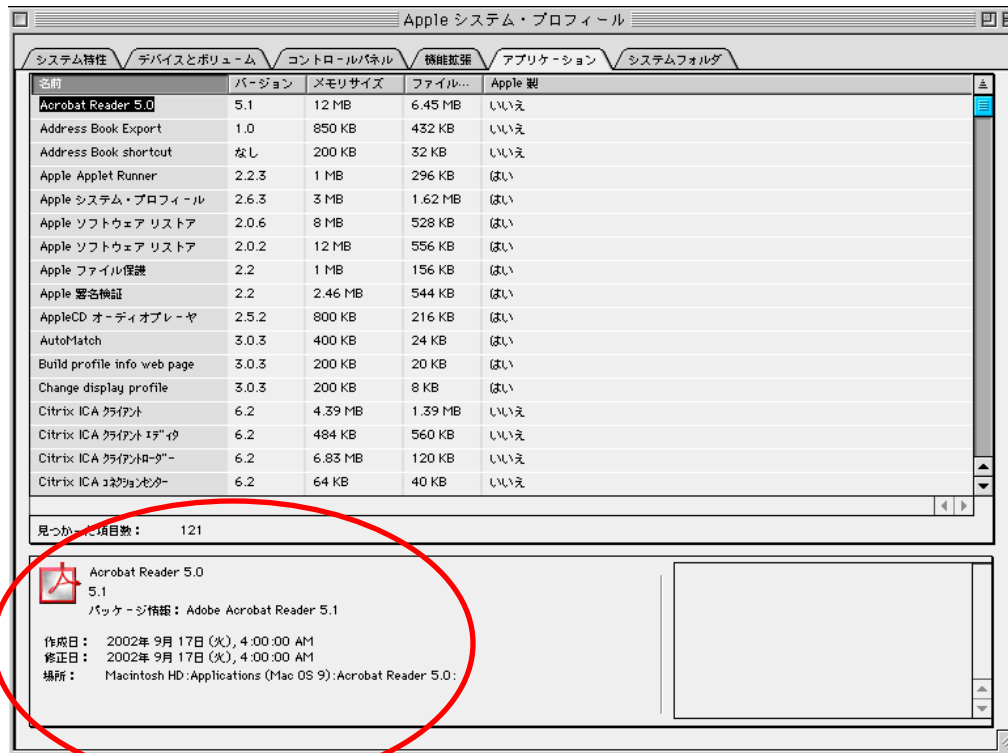 Apple システム・プロフィール
システム特性 デバイスとボリューム コントロールパネル 機能拡張 アプリケーション システムフォルダ
名前 バージョン メモリサイズ ファイル... Apple 製
Acrobat Reader 5.0 5.1 12 MB 6.45 MB いいえ
Address Book Export 1.0 850 KB 432 KB いいえ
Address Book shortcut なし 200 KB 32 KB いいえ
Apple Applet Runner 2.2.3 1 MB 296 KB はい
Apple システム・プロフィール 2.6.3 3 MB 1.62 MB はい
Apple ソフトウェア リストア 2.0.6 8 MB 528 KB はい
Apple ソフトウェア リストア 2.0.2 12 MB 556 KB はい
Apple ファイル保護 2.2 1 MB 156 KB はい
Apple 署名検証 2.2 2.46 MB 544 KB はい
AppleCD オーディオプレーヤ 2.5.2 800 KB 216 KB はい
AutoMatch 3.0.3 400 KB 24 KB はい
Build profile info web page 3.0.3 200 KB 20 KB はい
Change display profile 3.0.3 200 KB 8 KB はい
Citrix ICA クライアント 6.2 4.39 MB 1.39 MB いいえ
Citrix ICA クライアント エディタ 6.2 484 KB 560 KB いいえ
Citrix ICA クライアントローダー 6.2 6.83 MB 120 KB いいえ
Citrix ICA コネクションセンター 6.2 64 KB 40 KB いいえ
見つかった項目数： 121
Acrobat Reader 5.0
5.1
パッケージ情報：Adobe Acrobat Reader 5.1
作成日： 2002年 9月 17日 (火), 4:00:00 AM
修正日： 2002年 9月 17日 (火), 4:00:00 AM
場所： Macintosh HD:Applications (Mac OS 9):Acrobat Reader 5.0: